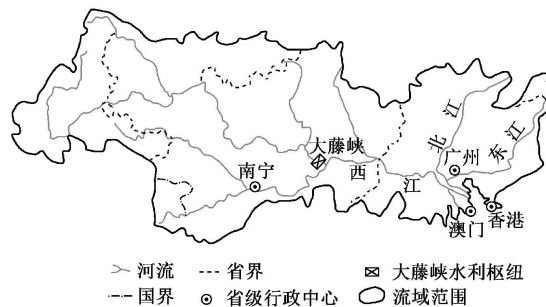 大藤峡
北江
东江
广州
南宁
西江
香港
澳门
河流
省界
大藤峡水利枢纽
国界
省级行政中心
流域范围